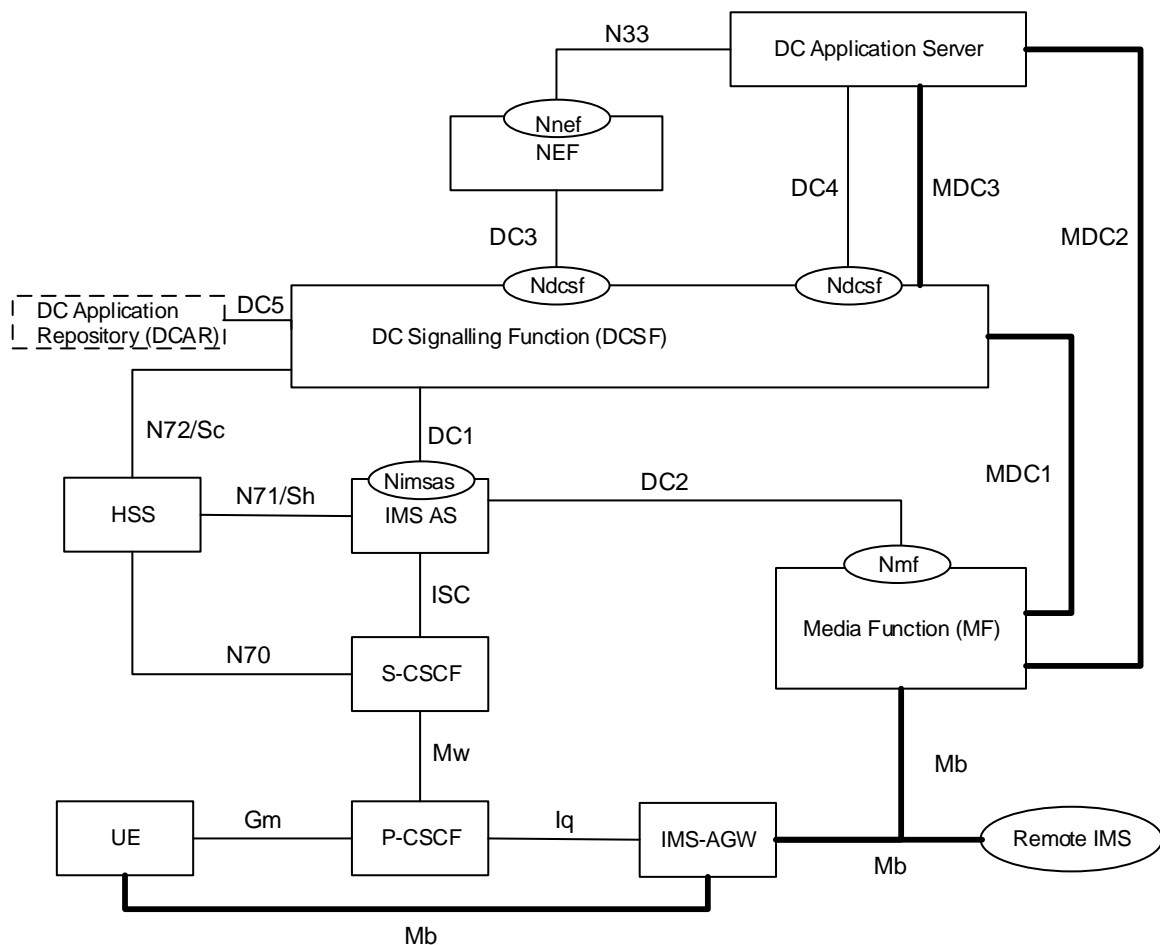 N33
DC Application Server
Nnef
NEF
DC4
MDC3
DC3
MDC2
Ndcsf
Ndcsf
DC5
DC Application
Repository (DCAR)
DC Signalling Function (DCSF)
N72/Sc
DC1
MDC1
Nimsas
DC2
N71/Sh
HSS
IMS AS
Nmf
ISC
Media Function (MF)
N70
S-CSCF
Mw
Mb
Gm
Iq
UE
P-CSCF
IMS-AGW
Remote IMS
Mb
Mb